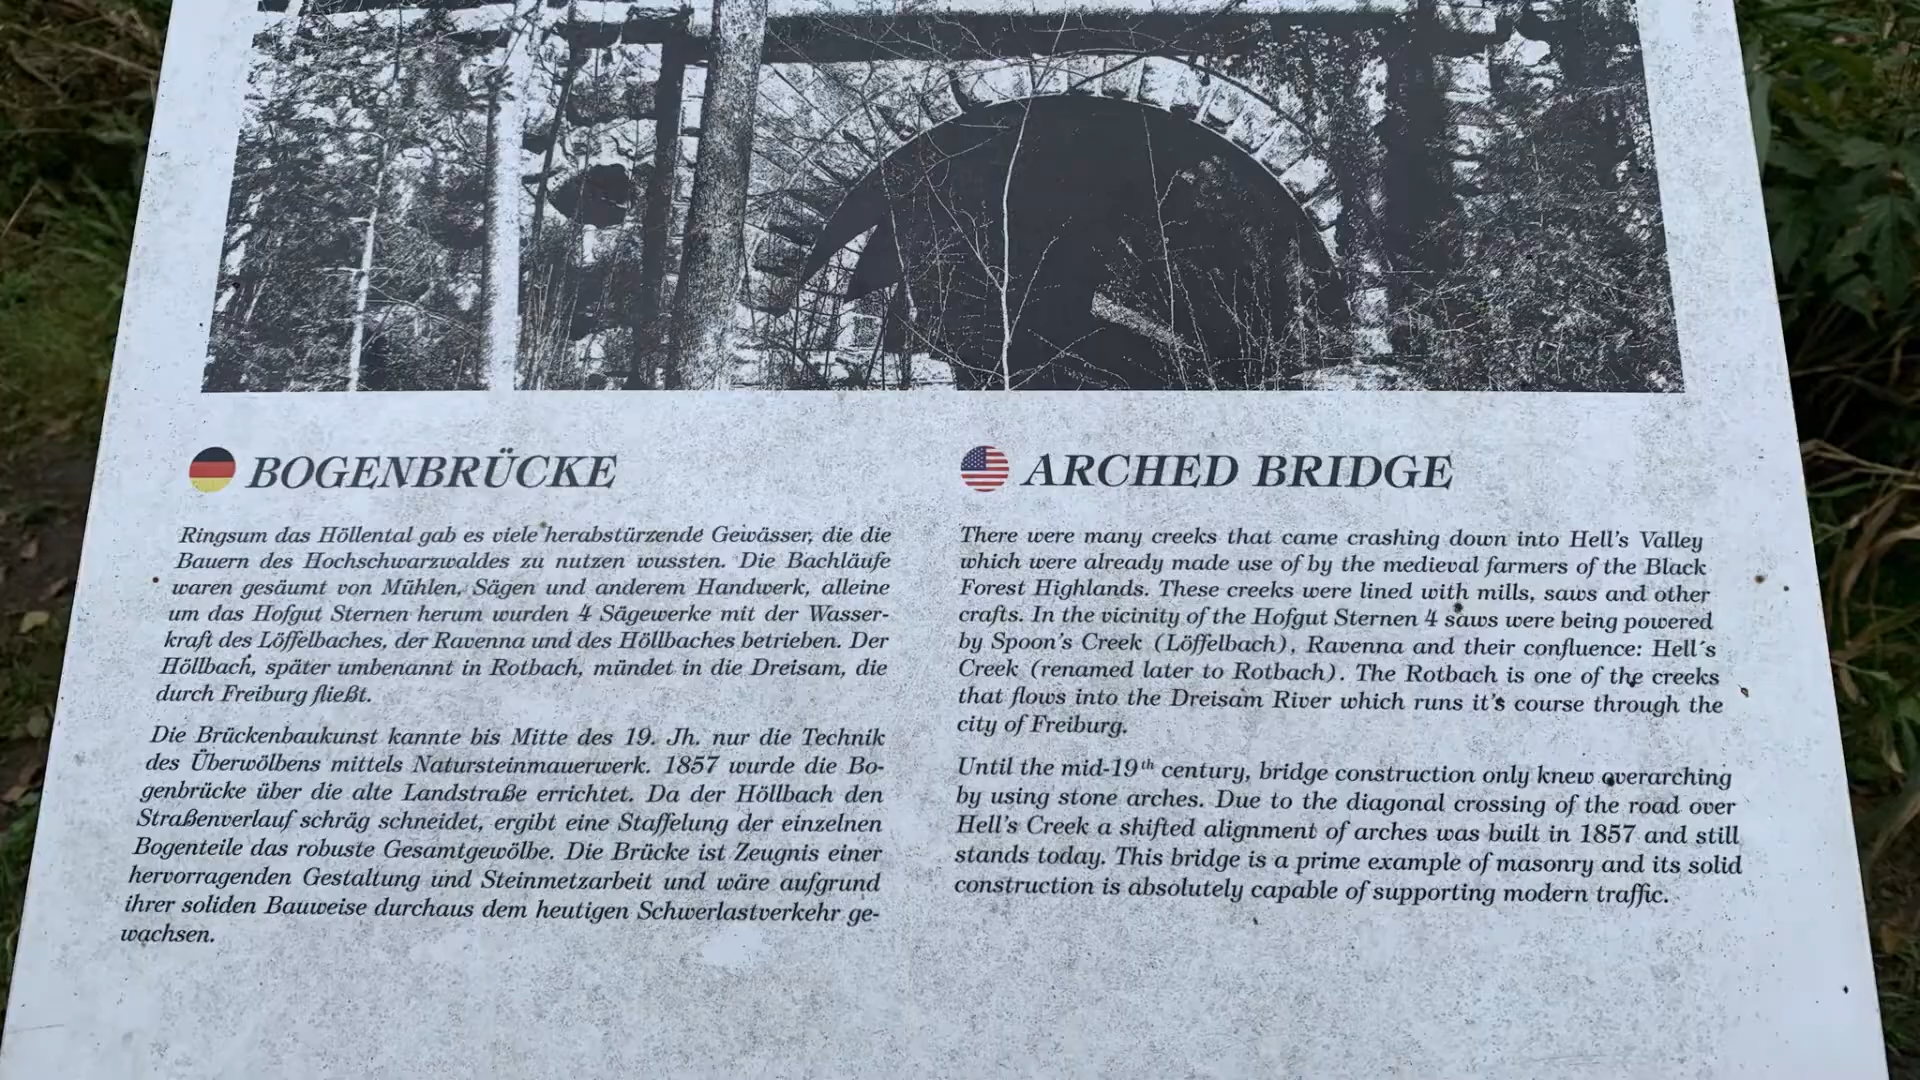 BOGENBRÜCKE
Ringsum das Höllental gab es viele herabstürzende Gewässer, die die
Bauern des Hochschwarzwaldes zu nutzen wussten. Die Bachläufe
waren gesäumt von Mühlen, Sägen und anderem Handwerk, alleine
um das Hofgut Sternen herum wurden 4 Sägewerke mit der Wasser-
kraft des Löffelbaches, der Ravenna und des Höllbaches betrieben. Der
Höllbach, später umbenannt in Rotbach, mündet in die Dreisam, die
durch Freiburg fließt.
Die Brückenbaukunst kannte bis Mitte des 19. Jh. nur die Technik
des Überwölbens mittels Natursteinmauerwerk. 1857 wurde die Bo-
genbrücke über die alte Landstraße errichtet. Da der Höllbach den
Straßenverlauf schräg schneidet, ergibt eine Staffelung der einzelnen
Bogenteile das robuste Gesamtgewölbe. Die Brücke ist Zeugnis einer
hervorragenden Gestaltung und Steinmetzarbeit und wäre aufgrund
ihrer soliden Bauweise durchaus dem heutigen Schwerlastverkehr ge-
wachsen.
ARCHED BRIDGE
There were many creeks that came crashing down into Hell's Valley
which were already made use of by the medieval farmers of the Black
Forest Highlands. These creeks were lined with mills, saws and other
crafts. In the vicinity of the Hofgut Sternen 4 saws were being powered
by Spoon's Creek (Löffelbach), Ravenna and their confluence: Hell´s
Creek (renamed later to Rotbach). The Rotbach is one of the creeks
that flows into the Dreisam River which runs it's course through the
city of Freiburg.
Until the mid-19th century, bridge construction only knew overarching
by using stone arches. Due to the diagonal crossing of the road over
Hell's Creek a shifted alignment of arches was built in 1857 and still
stands today. This bridge is a prime example of masonry and its solid
construction is absolutely capable of supporting modern traffic.